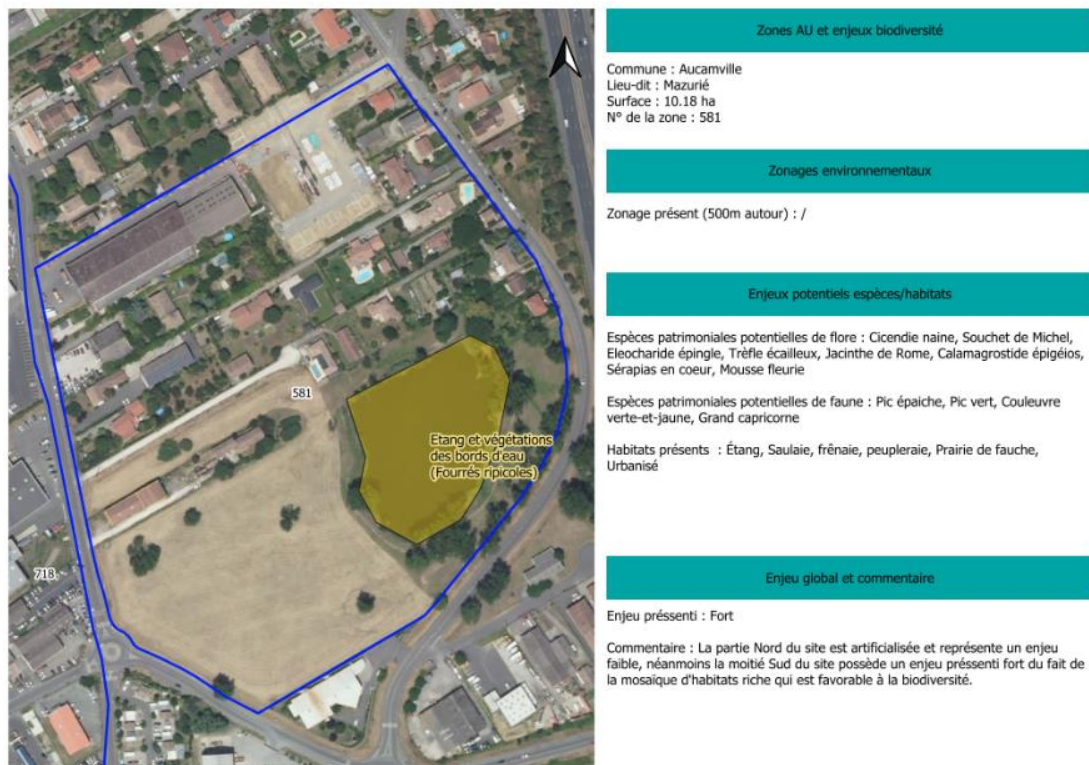 Zones AU et enjeux biodiversité
Commune : Aucamville
Lieu-dit : Mazurié
Surface : 10.18 ha
N° de la zone : 581
Zonages environnementaux
Zonage présent (500m autour) : /
Enjeux potentiels espèces/habitats
Espèces patrimoniales potentielles de flore : Cicendie naine, Souchet de Michel,
Eleocharide épingle, Trèfle écailleux, Jacinthe de Rome, Calamagrostide épigéios,
Sérapias en coeur, Mousse fleurie
Espèces patrimoniales potentielles de faune : Pic épaiche, Pic vert, Couleuvre
verte-et-jaune, Grand capricorne
Habitats présents  : Étang, Saulaie, frênaie, peupleraie, Prairie de fauche,
Urbanisé
Enjeu global et commentaire
Enjeu préssenti : Fort
Commentaire : La partie Nord du site est artificialisée et représente un enjeu
faible, néanmoins la moitié Sud du site possède un enjeu préssenti fort du fait de
la mosaïque d'habitats riche qui est favorable à la biodiversité.
581
Etang et végétations
des bords d'eau
(Fourrés ripicoles)
718